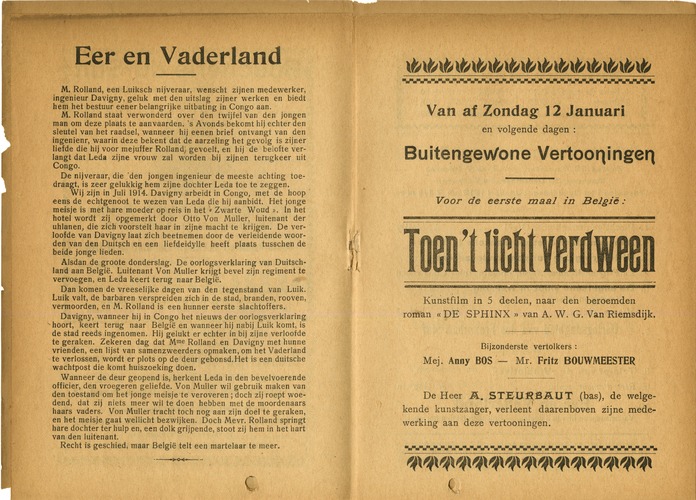 Eer en Vaderland
M. Rolland, een Luiksch nijveraar, wenscht zijnen medewerker,
ingenieur Davigny, geluk met den uitslag zijner werken en biedt
hem het bestuur eener belangrijke uitbating in Congo aan.
M. Rolland staat verwonderd over den twijfel van den jongen
man om deze plaats te aanvaarden. 's Avonds bekomt hij echter den
sleutel van het raadsel, wanneer hij eenen brief ontvangt van den
ingenieur, waarin deze bekent dat de aarzeling het gevolg is zijner
liefde die hij voor mejuffer Rolland, gevoelt, en hij de belofte ver-
langt dat Leda zijne vrouw zal worden bij zijnen terugkeer uit
Congo.
De nijveraar, die den jongen ingenieur de meeste achting toe-
draagt, is zeer gelukkig hem zijne dochter Leda toe te zeggen.
Wij zijn in Juli 1914. Davigny arbeidt in Congo, met de hoop
eens de echtgenoot te wezen van Leda die hij aanbidt. Het jonge
meisje is met hare moeder op reis in het « Zwarte Woud ». In het
hotel wordt zij opgemerkt door Otto Von Muller, luitenant der
uhlanen, die zich voorstelt haar in zijne macht te krijgen. De ver-
loofde van Davigny laat zich beetnemen door de verleidende woor-
den van den Duitsch en een liefdeidylle heeft plaats tusschen de
beide jonge lieden.
Alsdan de groote donderslag. De oorlogsverklaring van Duitsch-
land aan België. Luitenant Von Muller krijgt bevel zijn regiment te
vervoegen, en Leda keert terug naar België.
Dan komen de vreeselijke dagen van den tegenstand van Luik.
Luik valt, de barbaren verspreiden zich in de stad, branden, rooven,
vermoorden, en M. Rolland is een hunner eerste slachtoffers.
Davigny, wanneer hij in Congo het nieuws der oorlogsverklaring
hoort, keert terug naar België en wanneer hij nabij Luik komt, is
de stad reeds ingenomen. Hij gelukt er echter in bij zijne verloofde
te geraken. Zekeren dag dat Mme Rolland en Davigny met hunne
vrienden, een lijst van samenzweerders opmaken, om het Vaderland
te verlossen, wordt er plots op de deur gebonsd. Het is een duitsche
wachtpost die komt huiszoeking doen.
Wanneer de deur geopend is, herkent Leda in den bevelvoerende
officier, den vroegeren geliefde. Von Muller wil gebruik maken van
den toestand om het jonge meisje te veroveren; doch zij roept woe-
dend, dat zij niets meer wil te doen hebben met de moordenaars
haars vaders. Von Muller tracht toch nog aan zijn doel te geraken,
en het meisje gaat weilicht bezwijken. Doch Mevr. Rolland springt
hare dochter ter hulp en, een dolk grijpende, stoot zij hem in het hart
van den luitenant.
Recht is geschied, maar België telt een martelaar te meer.
Van af Zondag 12 Januari
en volgende dagen :
Buitengewone Vertooningen
Voor de eerste maal in België :
Toen 't licht verdween
Kunstfilm in 5 deelen, naar den beroemden
roman « DE SPHINX » van A. W. G. Van Riemsdijk.
Bijzonderste vertolkers :
Mej. Anny BOS — Mr. Fritz BOUWMEESTER
De Heer A. STEURBAUT (bas), de welge-
kende kunstzanger, verleent daarenboven zijne mede-
werking aan deze vertooningen.